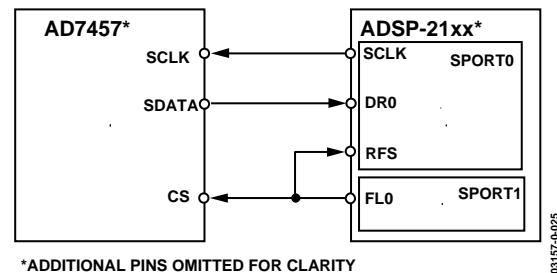 AD7457*
ADSP-21xx*
SCLK
SCLK
SPORT0
SDATA
DR0
RFS
CS
FL0
SPORT1
*ADDITIONAL PINS OMITTED FOR CLARITY
03157-0-025